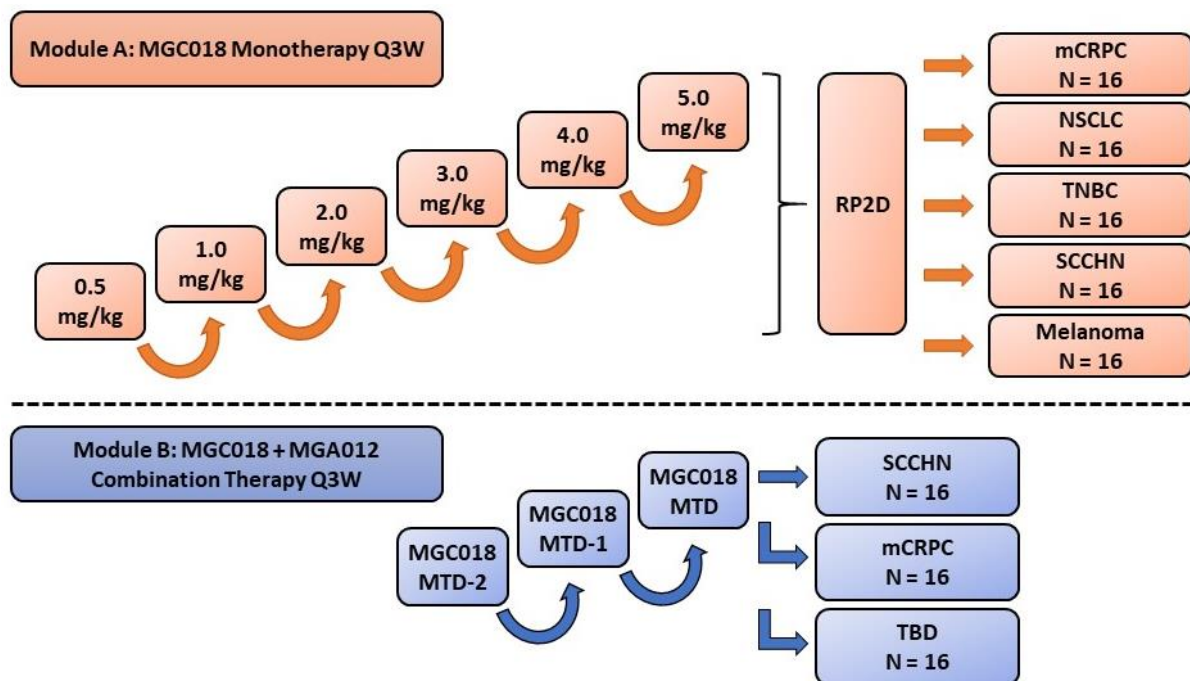 Module A: MGC018 Monotherapy Q3W
0.5
mg/kg
1.0
mg/kg
2.0
mg/kg
3.0
mg/kg
4.0
mg/kg
5.0
mg/kg
RP2D
mCRPC
N = 16
NSCLC
N = 16
TNBC
N = 16
SCCHN
N = 16
Melanoma
N = 16
Module B: MGC018 + MGA012
Combination Therapy Q3W
MGC018
MTD-2
MGC018
MTD-1
MGC018
MTD
SCCHN
N = 16
mCRPC
N = 16
TBD
N = 16